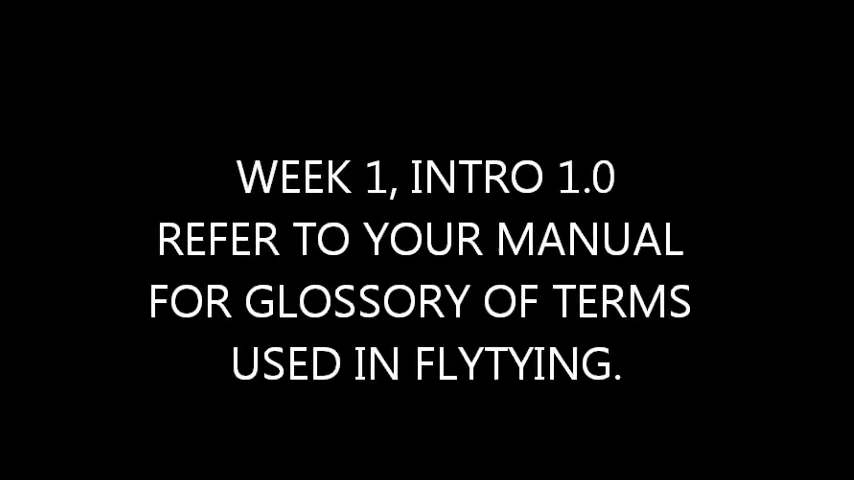 WEEK 1, INTRO 1.0
REFER TO YOUR MANUAL
FOR GLOSSORY OF TERMS
USED IN FLYTYING.